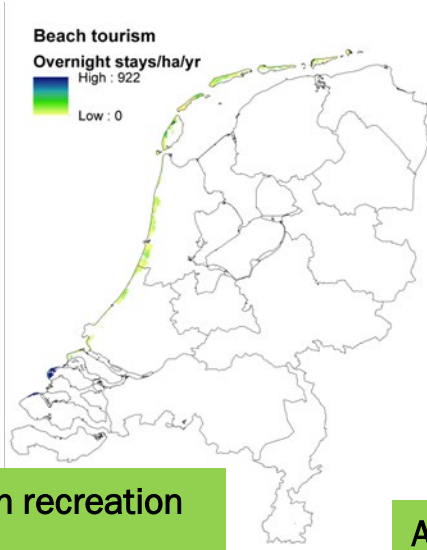 Beach tourism
Overnight stays/ha/yr
High : 922
Low : 0
recreation